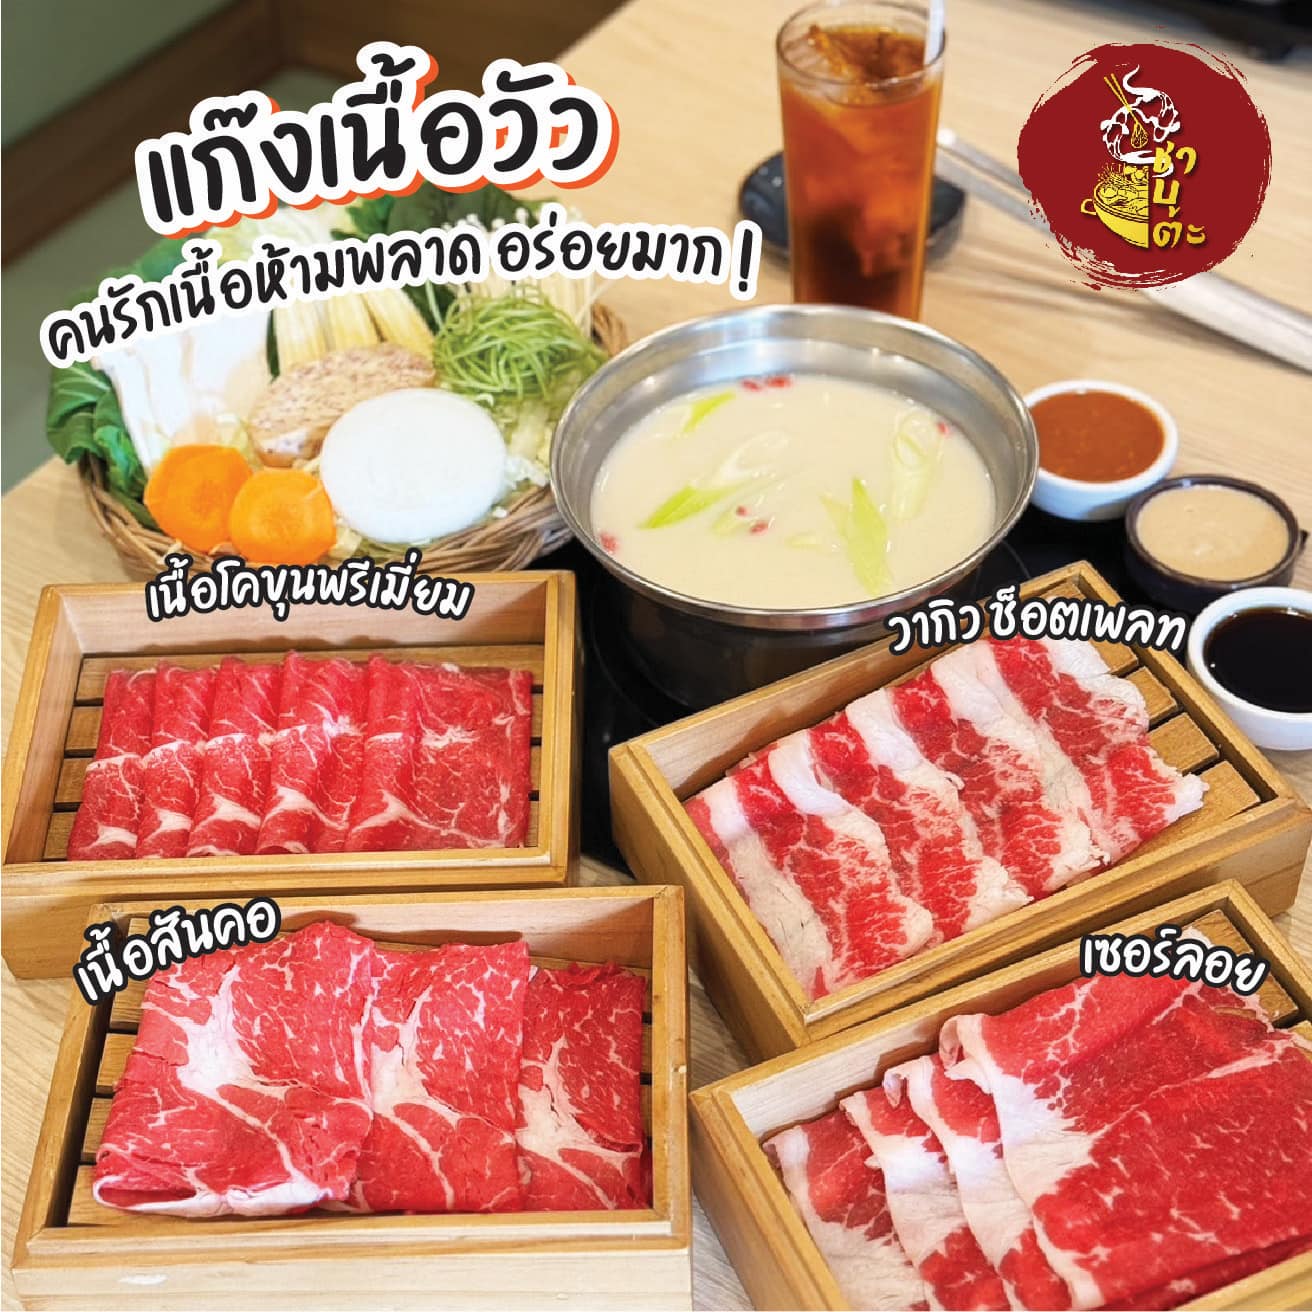 แก๊งเนื้อวัว
คนรักเนื้อห้ามพลาด อร่อยมาก !
ชา
บู
ต้ะ
เนื้อโคขุนพรีเมี่ยม
วากิว ช็อตเพลท
เนื้อสันคอ
เซอร์ลอย